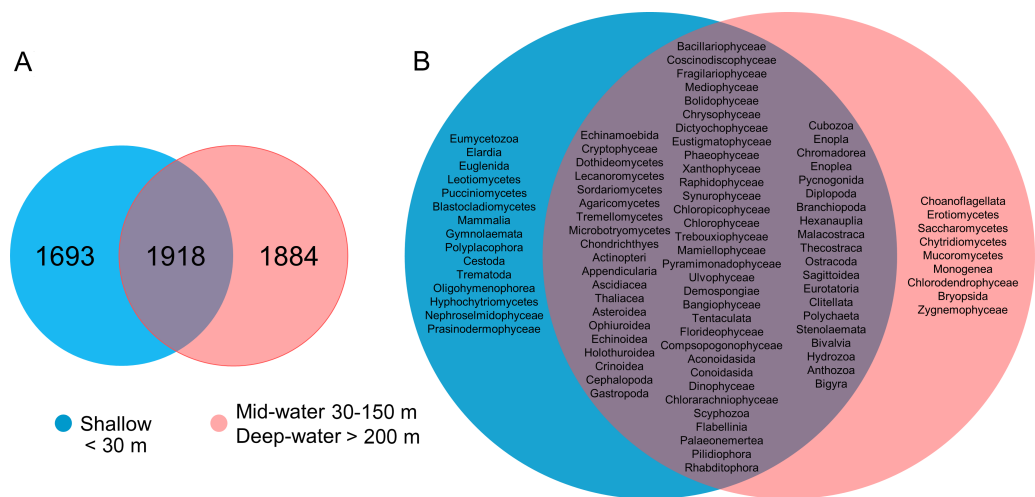 A
1693
1918
1884
Shallow
< 30 m
Mid-water 30-150 m
Deep-water > 200 m
B
Eumycetozoa
Elardia
Euglenida
Leotiomycetes
Pucciniomycetes
Blastocladiomycetes
Mammalia
Gymnolaemata
Polyplacophora
Cestoda
Trematoda
Oligohymenophorea
Hyphochytriomycetes
Nephroselmidophyceae
Prasinodermophyceae
Echinamoebida
Cryptophyceae
Dothideomycetes
Lecanoromycetes
Sordariomycetes
Agaricomycetes
Tremellomycetes
Microbotryomycetes
Chondrichthyes
Actinopteri
Appendicularia
Ascidiacea
Thaliacea
Asteroidea
Ophiuroidea
Echinoidea
Holothuroidea
Crinoidea
Cephalopoda
Gastropoda
Bacillariophyceae
Coscinodiscophyceae
Fragilariophyceae
Mediophyceae
Bolidophyceae
Chrysophyceae
Dictyochophyceae
Eustigmatophyceae
Phaeophyceae
Xanthophyceae
Raphidophyceae
Synurophyceae
Chloropicophyceae
Chlorophyceae
Trebouxiophyceae
Mamiellophyceae
Pyramimonadophyceae
Ulvophyceae
Demospongiae
Bangiophyceae
Tentaculata
Florideophyceae
Compsopogonophyceae
Aconoidasida
Conoidasida
Dinophyceae
Chlorarachniophyceae
Scyphozoa
Flabellinia
Palaeonemertea
Pilidiophora
Rhabditophora
Cubozoa
Enopla
Chromadorea
Enoplea
Pycnogonida
Diplopoda
Branchiopoda
Hexanauplia
Malacostraca
Thecostraca
Ostracoda
Sagittoidea
Eurotatoria
Clitellata
Polychaeta
Stenolaemata
Bivalvia
Hydrozoa
Anthozoa
Bigyra
Choanoflagellata
Erotiomycetes
Saccharomycetes
Chytridiomycetes
Mucoromycetes
Monogenea
Chlorodendrophyceae
Bryopsida
Zygnemophyceae